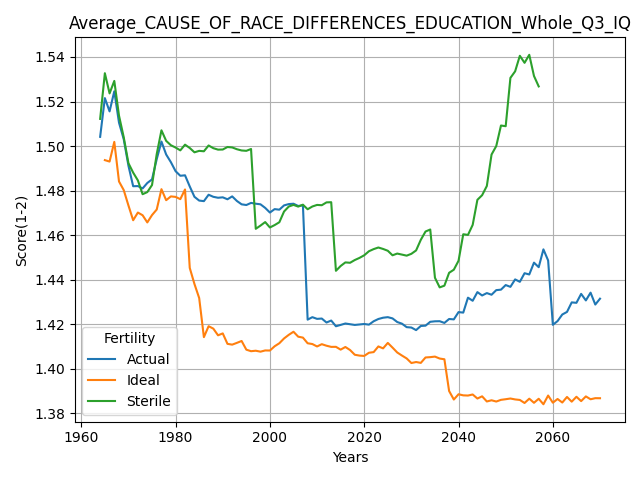 Average_CAUSE_OF_RACE_DIFFERENCES_EDUCATION_Whole_Q3_IQ
1.54
1.52
1.50
1.48
1.46
1.44
1.42
1.40
1.38
Score(1-2)
Fertility
Actual
Ideal
Sterile
1960 1980 2000 2020 2040 2060
Years